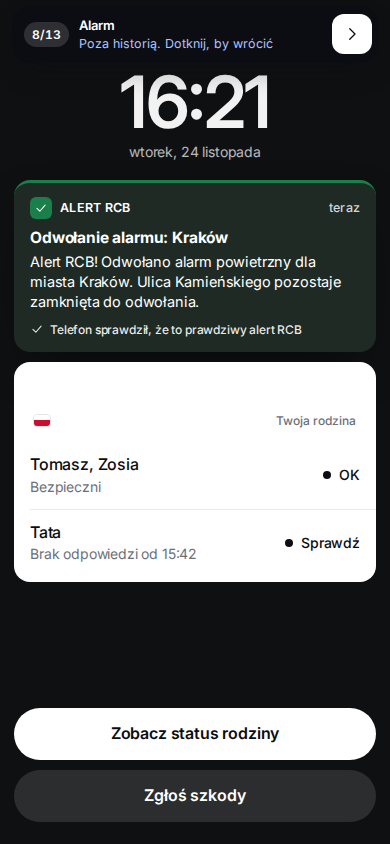 8/13
Alarm
Poza historią. Dotknij, by wrócić
16:21
wtorek, 24 listopada
ALERT RCB
teraz
Odwołanie alarmu: Kraków
Alert RCB! Odwołano alarm powietrzny dla
miasta Kraków. Ulica Kamieńskiego pozostaje
zamknięta do odwołania.
Telefon sprawdził, że to prawdziwy alert RCB
Twoja rodzina
Tomasz, Zosia
OK
Bezpieczni
Tata
Sprawdź
Brak odpowiedzi od 15:42
Zobacz status rodziny
Zgłoś szkody